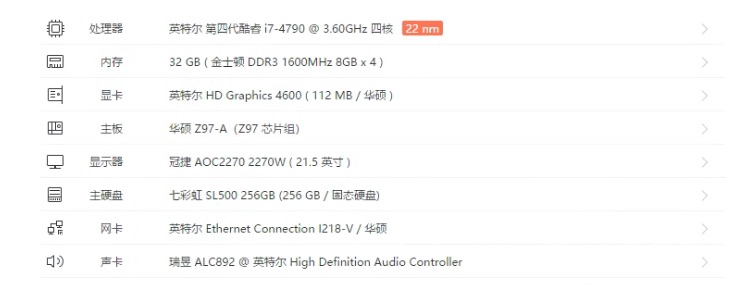 处理器 英特尔 第四代酷睿 i7-4790 @ 3.60GHz 四核 22 nm
内存 32 GB ( 金士顿 DDR3 1600MHz 8GB x 4 )
显卡 英特尔 HD Graphics 4600 ( 112 MB / 华硕 )
主板 华硕 Z97-A（Z97 芯片组）
显示器 冠捷 AOC2270 2270W ( 21.5 英寸 )
主硬盘 七彩虹 SL500 256GB (256 GB / 固态硬盘)
网卡 英特尔 Ethernet Connection I218-V / 华硕
声卡 瑞昱 ALC892 @ 英特尔 High Definition Audio Controller